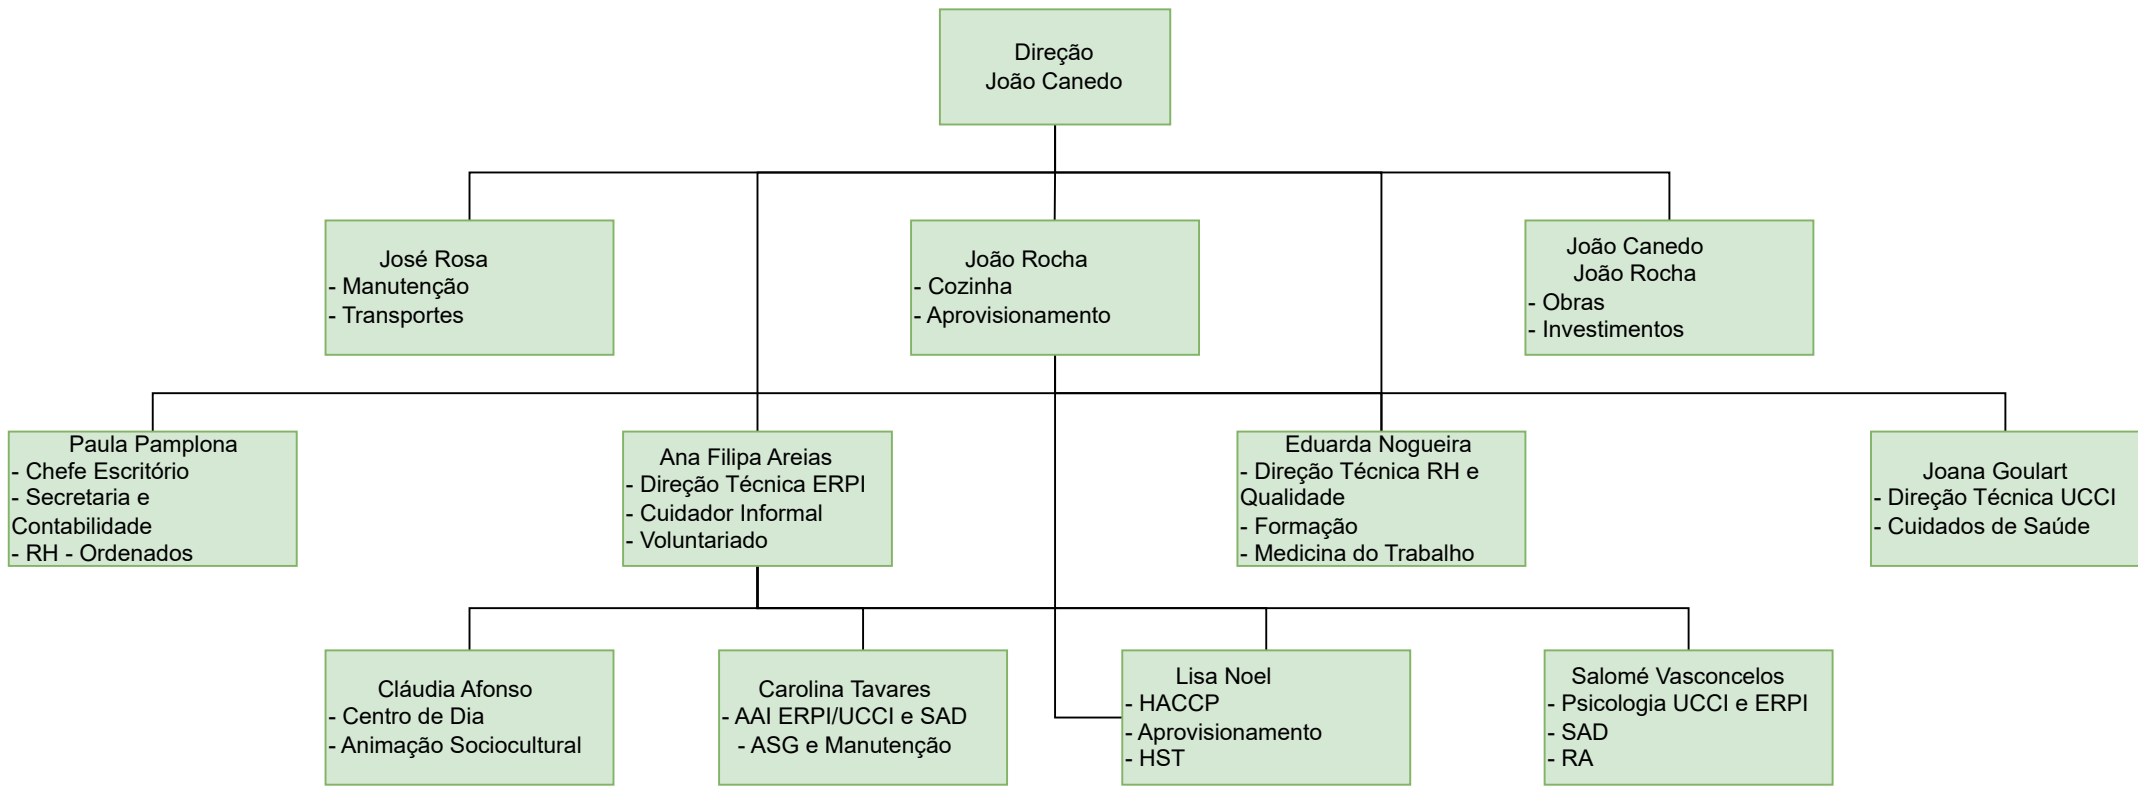 Direção
João Canedo
José Rosa
- Manutenção
- Transportes
João Rocha
- Cozinha
- Aprovisionamento
João Canedo
João Rocha
- Obras
- Investimentos
Paula Pamplona
- Chefe Escritório
- Secretaria e
Contabilidade
- RH - Ordenados
Ana Filipa Areias
- Direção Técnica ERPI
- Cuidador Informal
- Voluntariado
Eduarda Nogueira
- Direção Técnica RH e
Qualidade
- Formação
- Medicina do Trabalho
Joana Goulart
- Direção Técnica UCCI
- Cuidados de Saúde
Cláudia Afonso
- Centro de Dia
- Animação Sociocultural
Carolina Tavares
- AAI ERPI/UCCI e SAD
- ASG e Manutenção
Lisa Noel
- HACCP
- Aprovisionamento
- HST
Salomé Vasconcelos
- Psicologia UCCI e ERPI
- SAD
- RA